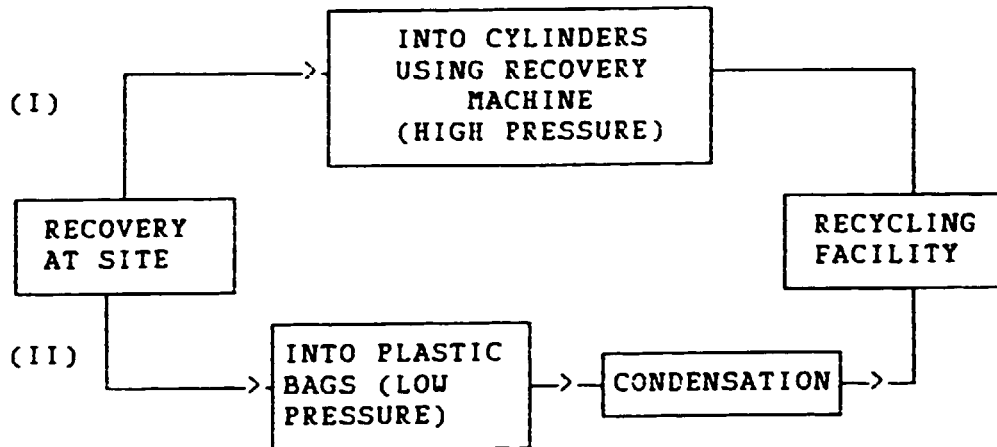 INTO CYLINDERS
USING RECOVERY
MACHINE
(HIGH PRESSURE)
(I)
RECOVERY
AT SITE
RECYCLING
FACILITY
(II)
INTO PLASTIC
BAGS (LOW
PRESSURE)
CONDENSATION